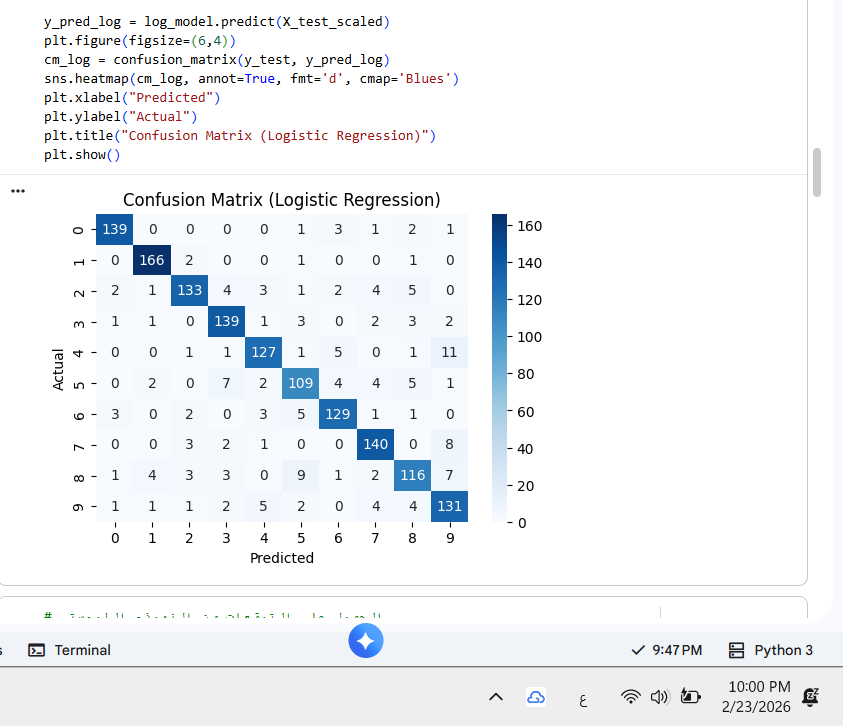 y_pred_log = log_model.predict(X_test_scaled)
plt.figure(figsize=(6,4))
cm_log = confusion_matrix(y_test, y_pred_log)
sns.heatmap(cm_log, annot=True, fmt='d', cmap='Blues')
plt.xlabel("Predicted")
plt.ylabel("Actual")
plt.title("Confusion Matrix (Logistic Regression)")
plt.show()
Confusion Matrix (Logistic Regression)
0 139 0 0 0 0 1 3 1 2 1
1 0 166 2 0 0 1 0 0 1 0
2 2 1 133 4 3 1 2 4 5 0
3 1 1 0 139 1 3 0 2 3 2
4 0 0 1 1 127 1 5 0 1 11
5 0 2 0 7 2 109 4 4 5 1
6 3 0 2 0 3 5 129 1 1 0
7 0 0 3 2 1 0 0 140 0 8
8 1 4 3 3 0 9 1 2 116 7
9 1 1 1 2 5 2 0 4 4 131
0 1 2 3 4 5 6 7 8 9
Predicted
Actual
160
140
120
100
80
60
40
20
0
#
s Terminal 9:47 PM Python 3
ع 10:00 PM
2/23/2026